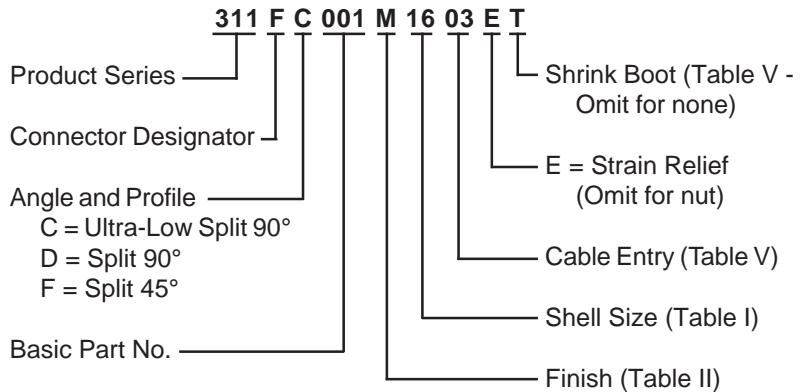 311 F C 001 M 16 03 E T
Product Series
Connector Designator
Angle and Profile
C = Ultra-Low Split 90°
D = Split 90°
F = Split 45°
Basic Part No.
Shrink Boot (Table V -
Omit for none)
E = Strain Relief
(Omit for nut)
Cable Entry (Table V)
Shell Size (Table I)
Finish (Table II)